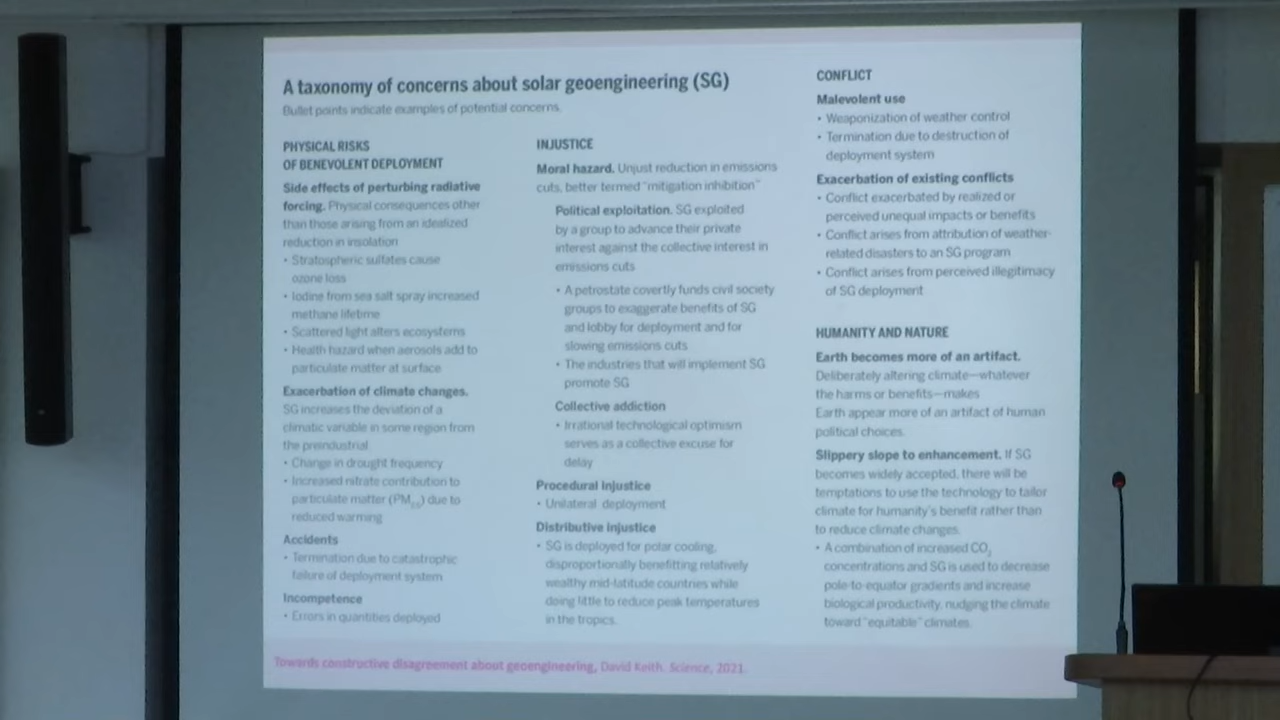 A taxonomy of concerns about solar geoengineering (SG)
Bullet points indicate examples of potential concerns.
PHYSICAL RISKS
OF BENEVOLENT DEPLOYMENT
Side effects of perturbing radiative
forcing. Physical consequences other
than those arising from an idealized
reduction in insolation
• Stratospheric sulfates cause
ozone loss
• Iodine from sea salt spray increased
methane lifetime
• Scattered light alters ecosystems
• Health hazard when aerosols add to
particulate matter at surface
Exacerbation of climate changes.
SG increases the deviation of a
climatic variable in some region from
the preindustrial
• Change in drought frequency
• Increased nitrate contribution to
particulate matter (PM2.5) due to
reduced warming
Accidents
• Termination due to catastrophic
failure of deployment system
Incompetence
• Errors in quantities deployed
INJUSTICE
Moral hazard. Unjust reduction in emissions
cuts, better termed "mitigation inhibition"
Political exploitation. SG exploited
by a group to advance their private
interest against the collective interest in
emissions cuts
• A petrostate covertly funds civil society
groups to exaggerate benefits of SG
and lobby for deployment and for
slowing emissions cuts
• The industries that will implement SG
promote SG
Collective addiction
• Irrational technological optimism
serves as a collective excuse for
delay
Procedural injustice
• Unilateral deployment
Distributive injustice
• SG is deployed for polar cooling,
disproportionally benefitting relatively
wealthy mid-latitude countries while
doing little to reduce peak temperatures
in the tropics.
CONFLICT
Malevolent use
• Weaponization of weather control
• Termination due to destruction of
deployment system
Exacerbation of existing conflicts
• Conflict exacerbated by realized or
perceived unequal impacts or benefits
• Conflict arises from attribution of weather-
related disasters to an SG program
• Conflict arises from perceived illegitimacy
of SG deployment
HUMANITY AND NATURE
Earth becomes more of an artifact.
Deliberately altering climate—whatever
the harms or benefits—makes
Earth appear more of an artifact of human
political choices.
Slippery slope to enhancement. If SG
becomes widely accepted, there will be
temptations to use the technology to tailor
climate for humanity's benefit rather than
to reduce climate changes.
• A combination of increased CO2
concentrations and SG is used to decrease
pole-to-equator gradients and increase
biological productivity, nudging the climate
toward "equitable" climates.
Towards constructive disagreement about geoengineering, David Keith. Science, 2021.